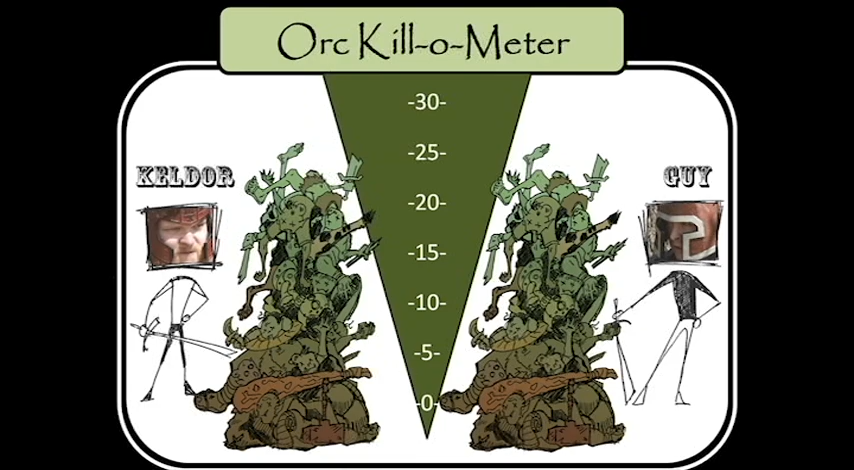 Orc Kill-o-Meter
-30-
-25-
KELDOR
GUY
-20-
-15-
-10-
-5-
-0-